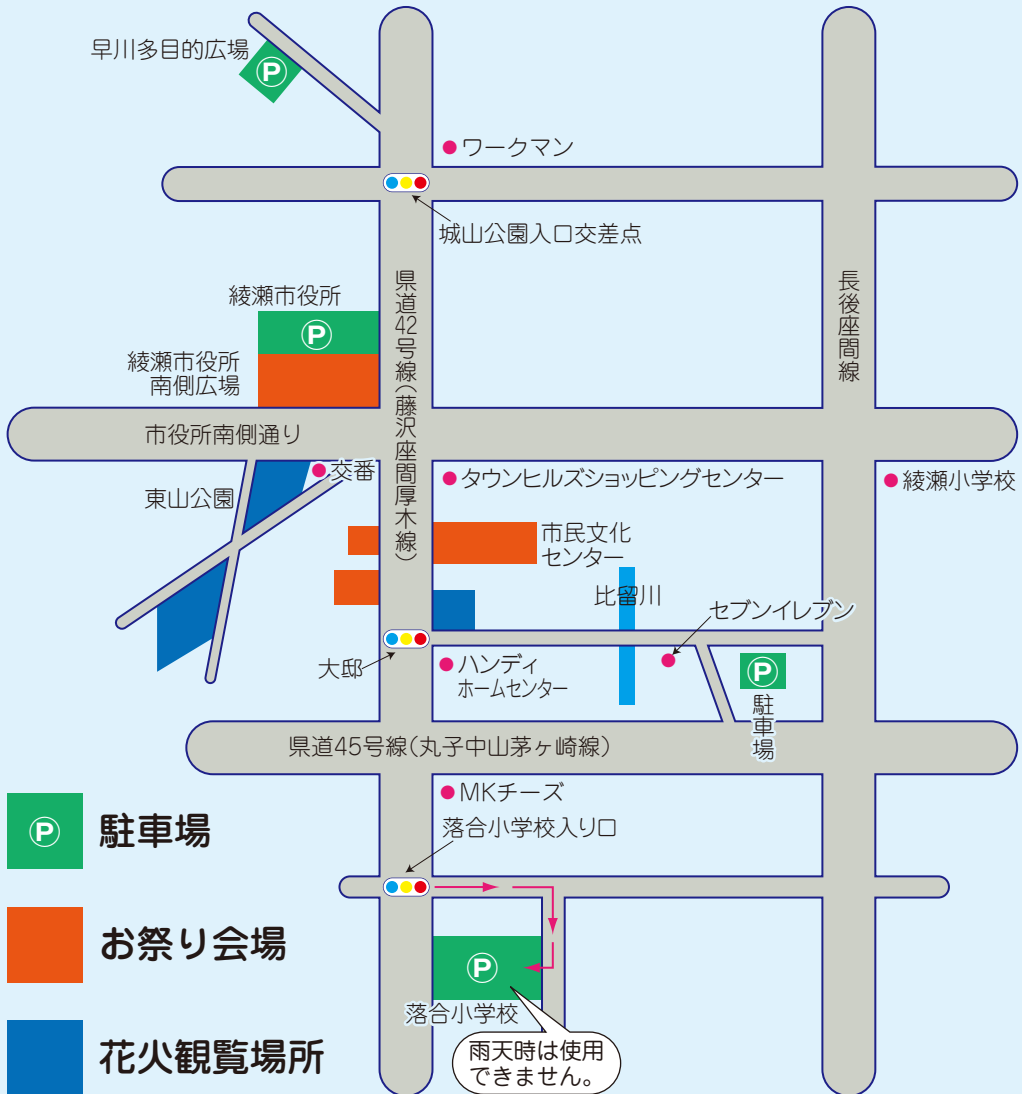 早川多目的広場
P
ワークマン
城山公園入口交差点
県道42号線(藤沢座間厚木線)
長後座間線
綾瀬市役所
P
綾瀬市役所
南側広場
市役所南側通り
交番
東山公園
タウンヒルズショッピングセンター
綾瀬小学校
市民文化
センター
比留川
セブンイレブン
大邸
ハンディ
ホームセンター
P
駐車場
県道45号線(丸子中山茅ヶ崎線)
MKチーズ
落合小学校入り口
P
落合小学校
雨天時は使用
できません。
P
駐車場
お祭り会場
花火観覧場所